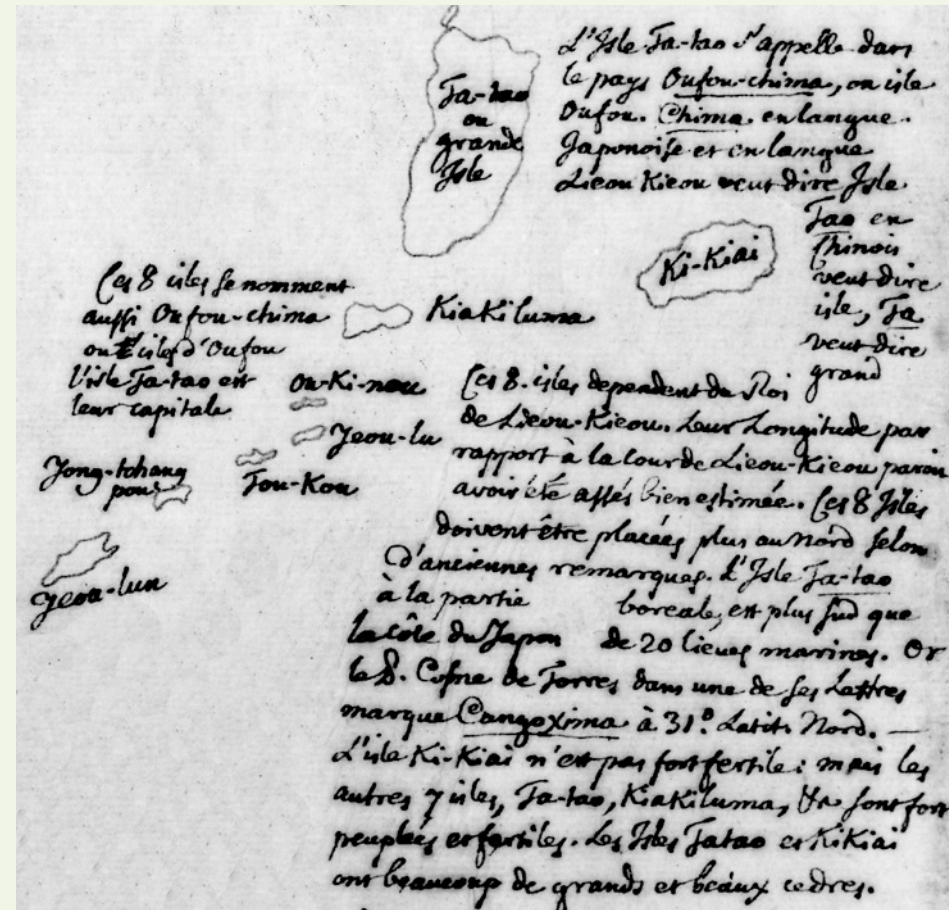 Ta-tao
ou
grande
Isle
L'Isle Ta-tao s'appelle dans
le pays Oufou-chima, ou isle
Oufou. Chima en langue
Japonoise et en langue
Lieou Kieou veut dire Isle
Tao en
Chinois
veut dire
isle, Ta
veut dire
grand
Ki-Kiai
Ces 8 isles se nomment
aussi Oufou-chima
ou isles d'Oufou
l'isle Ta-tao est
leur capitale
KiaKiluma
Ou-Ki-nou
Jeou-lu
Tou-Kou
Yong-tchang
pou
yeou-lun
Ces 8. isles dependent du Roi
de Lieou-Kieou. Leur Longitude par
rapport à la cour de Lieou-Kieou paroit
avoir été assés bien estimée. Ces 8 Isles
doivent être placées plus au Nord selon
d'anciennes remarques. L'Isle Ta-tao
à la partie boreale, est plus sud que
la côte du Japon de 20 lieues marines. Or
le P. Cosme de Torres dans une de ses Lettres
marque Cangoxima à 31.° Latit. Nord. —
L'isle Ki-Kiai n'est pas fort fertile: mais les
autres 7 isles, Ta-tao, KiaKiluma, &c sont fort
peuplées et fertiles. Les Isles Tatao et KiKiai
ont beaucoup de grands et beaux cedres.